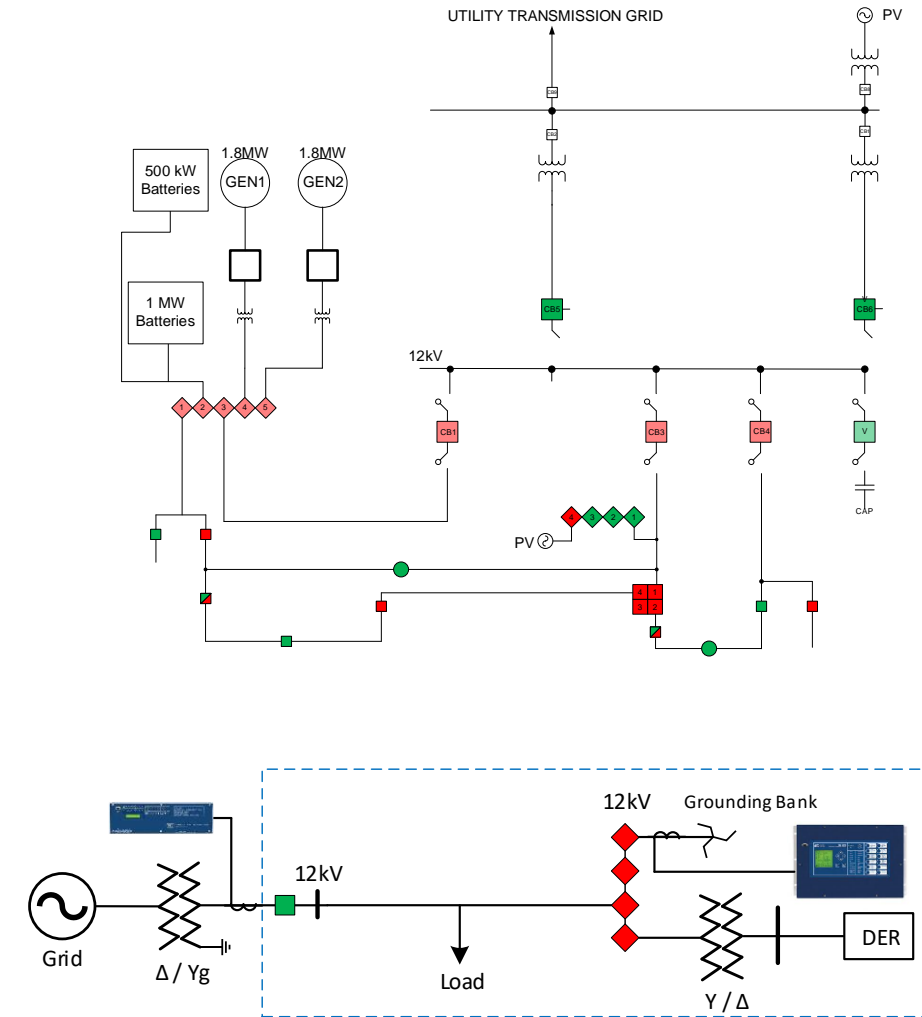 UTILITY TRANSMISSION GRID
PV
1.8MW
1.8MW
500 kW
Batteries
GEN1
GEN2
1 MW
Batteries
CB5
CB6
12kV
1 2 3 4 5
CB1
CB3
CB4
V
CAP
4 3 2 1
PV
4 1
3 2
12kV
Grounding Bank
12kV
Grid
Δ / Yg
Load
Y / Δ
DER